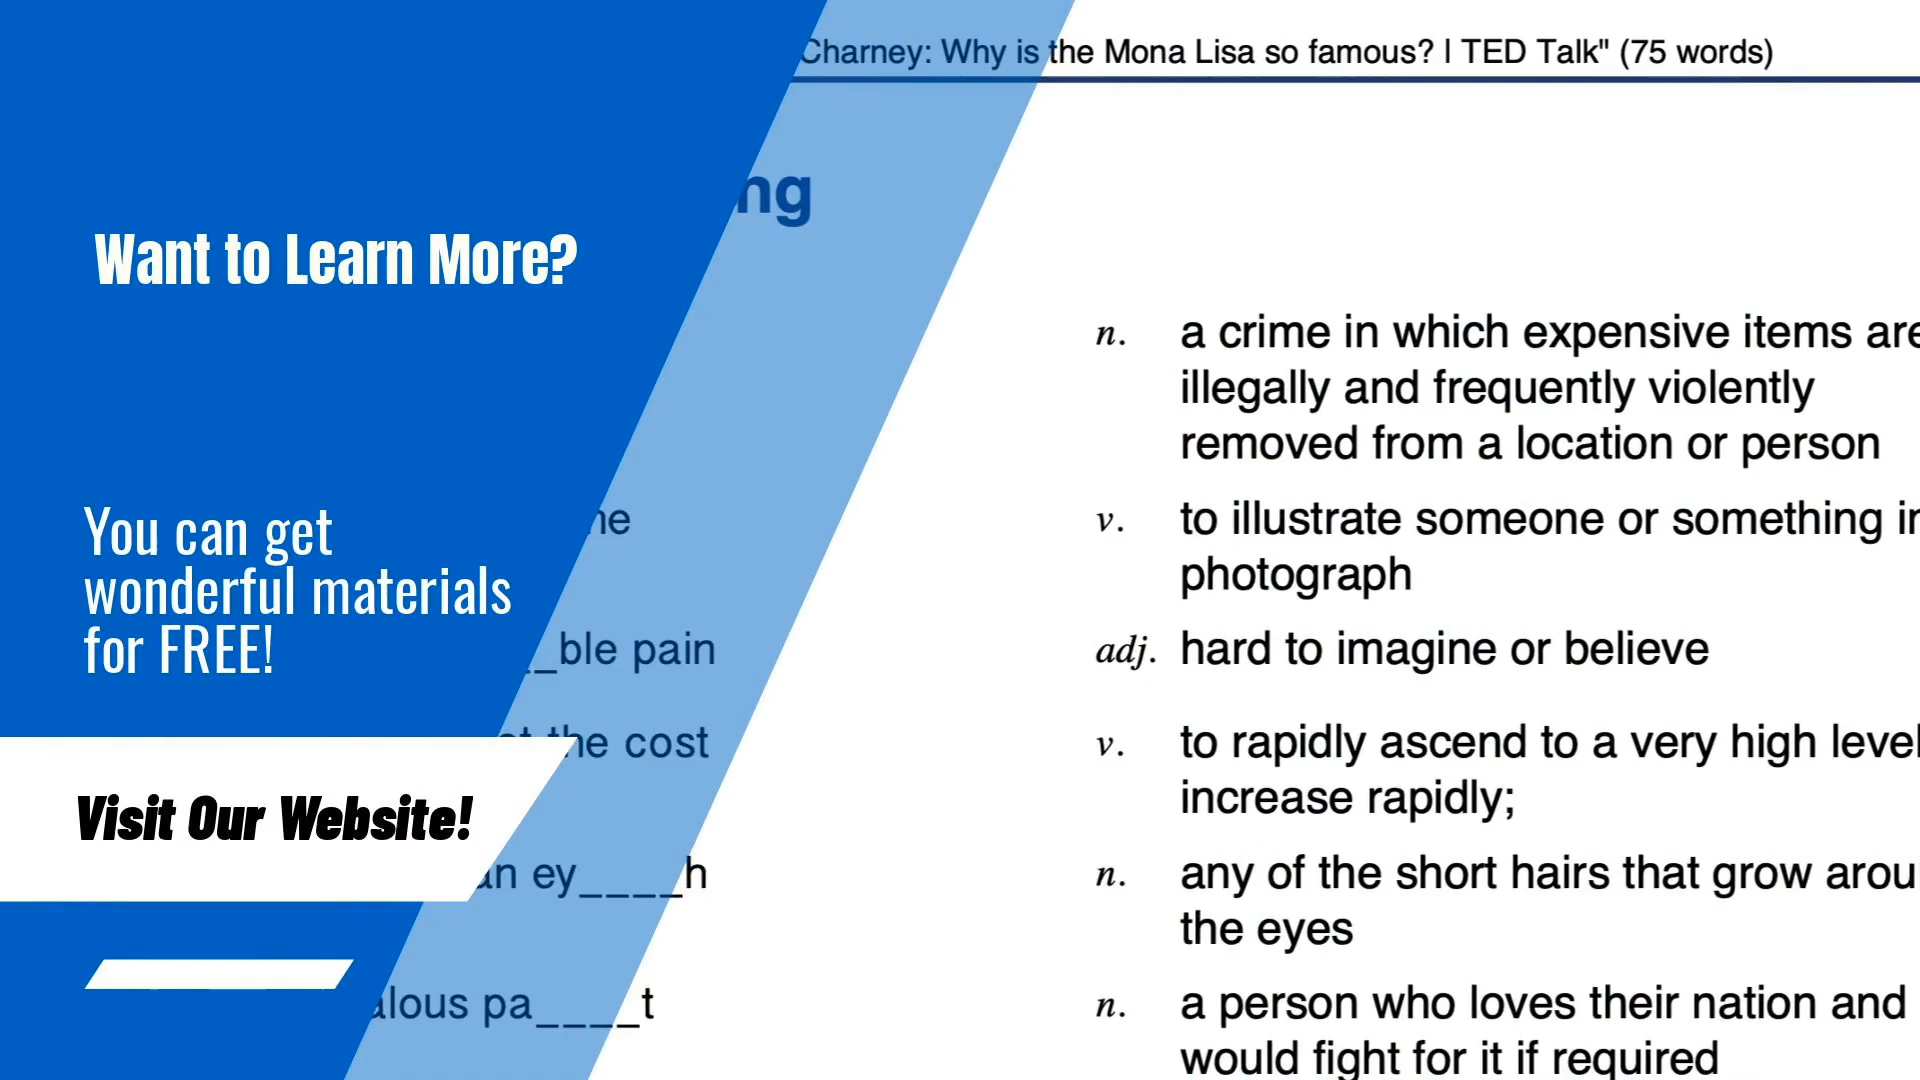 Charney: Why is the Mona Lisa so famous? | TED Talk" (75 words)
ng
Want to Learn More?
You can get
wonderful materials
for FREE!
Visit Our Website!
ne
_ble pain
the cost
an ey____h
alous pa____t
n. a crime in which expensive items are
illegally and frequently violently
removed from a location or person
v. to illustrate someone or something in
photograph
adj. hard to imagine or believe
v. to rapidly ascend to a very high level
increase rapidly;
n. any of the short hairs that grow arou
the eyes
n. a person who loves their nation and
would fight for it if required